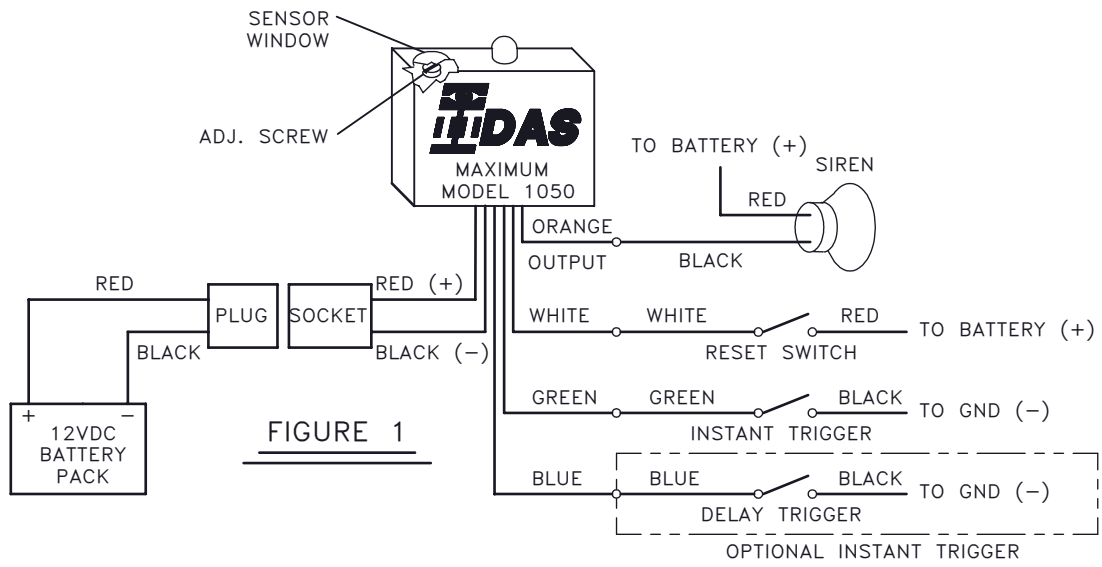 SENSOR
WINDOW
ADJ. SCREW
DAS
MAXIMUM
MODEL 1050
TO BATTERY (+)
SIREN
RED
ORANGE
OUTPUT
BLACK
RED
PLUG
SOCKET
RED (+)
BLACK
BLACK (−)
WHITE
WHITE
RED
TO BATTERY (+)
RESET SWITCH
GREEN
GREEN
BLACK
TO GND (−)
INSTANT TRIGGER
+
−
12VDC
BATTERY
PACK
FIGURE 1
BLUE
BLUE
BLACK
TO GND (−)
DELAY TRIGGER
OPTIONAL INSTANT TRIGGER